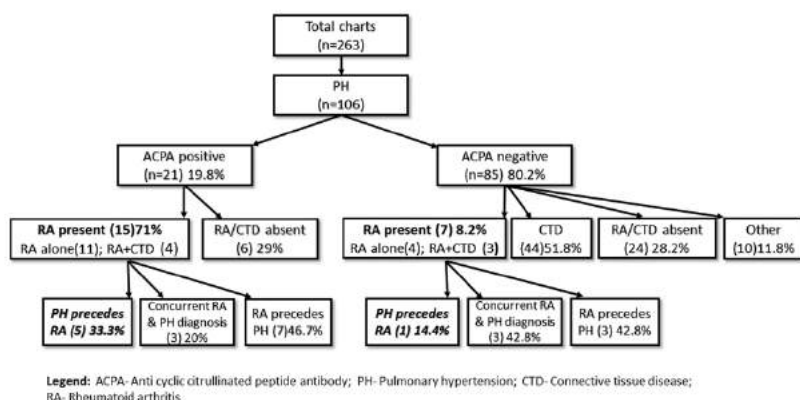 Total charts
(n=263)
PH
(n=106)
ACPA positive
(n=21) 19.8%
ACPA negative
(n=85) 80.2%
RA present (15)71%
RA alone(11); RA+CTD (4)
RA/CTD absent
(6) 29%
RA present (7) 8.2%
RA alone(4); RA+CTD (3)
CTD
(44)51.8%
RA/CTD absent
(24) 28.2%
Other
(10)11.8%
PH precedes
RA (5) 33.3%
Concurrent RA
& PH diagnosis
(3) 20%
RA precedes
PH (7)46.7%
PH precedes
RA (1) 14.4%
Concurrent RA
& PH diagnosis
(3) 42.8%
RA precedes
PH (3) 42.8%
Legend: ACPA- Anti cyclic citrullinated peptide antibody; PH- Pulmonary hypertension; CTD- Connective tissue disease;
RA- Rheumatoid arthritis